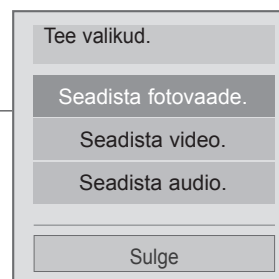 Tee valikud.
Seadista fotovaade.
Seadista video.
Seadista audio.
Sulge